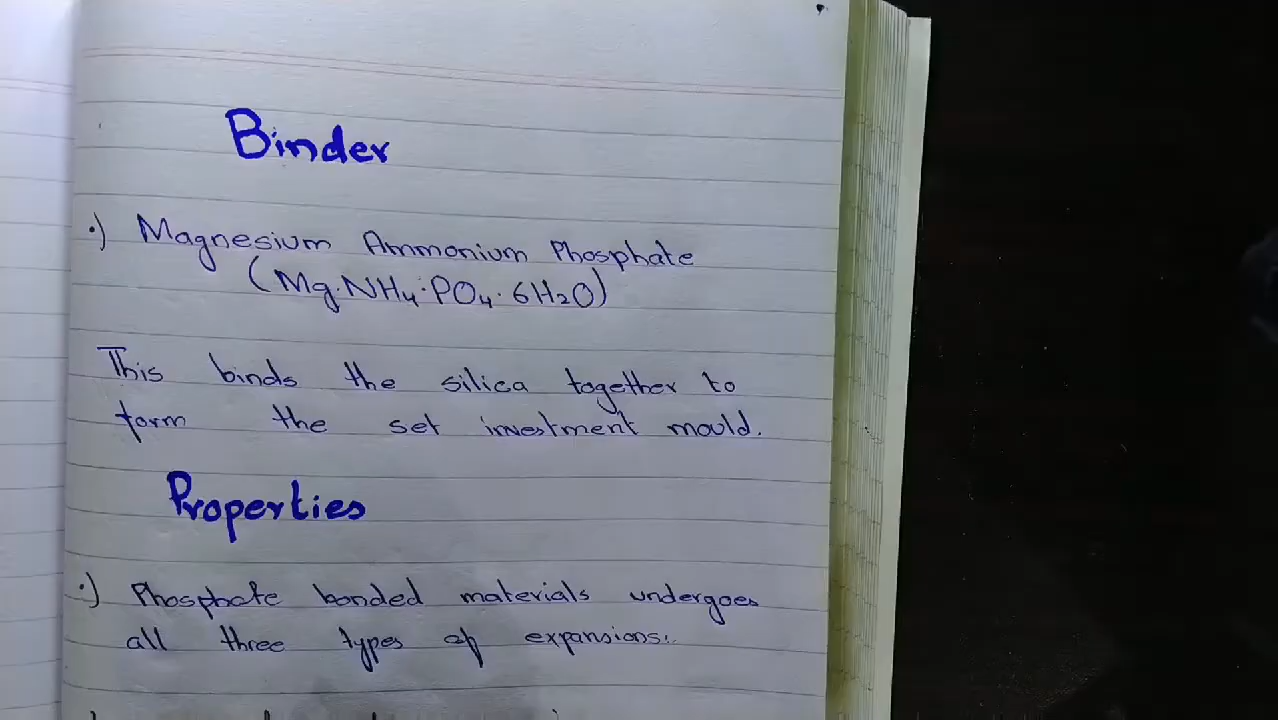 Binder
•) Magnesium Ammonium Phosphate
(Mg·NH₄·PO₄·6H₂O)
This binds the silica together to
form the set investment mould.
Properties
•) Phosphate bonded materials undergoes
all three types of expansions.